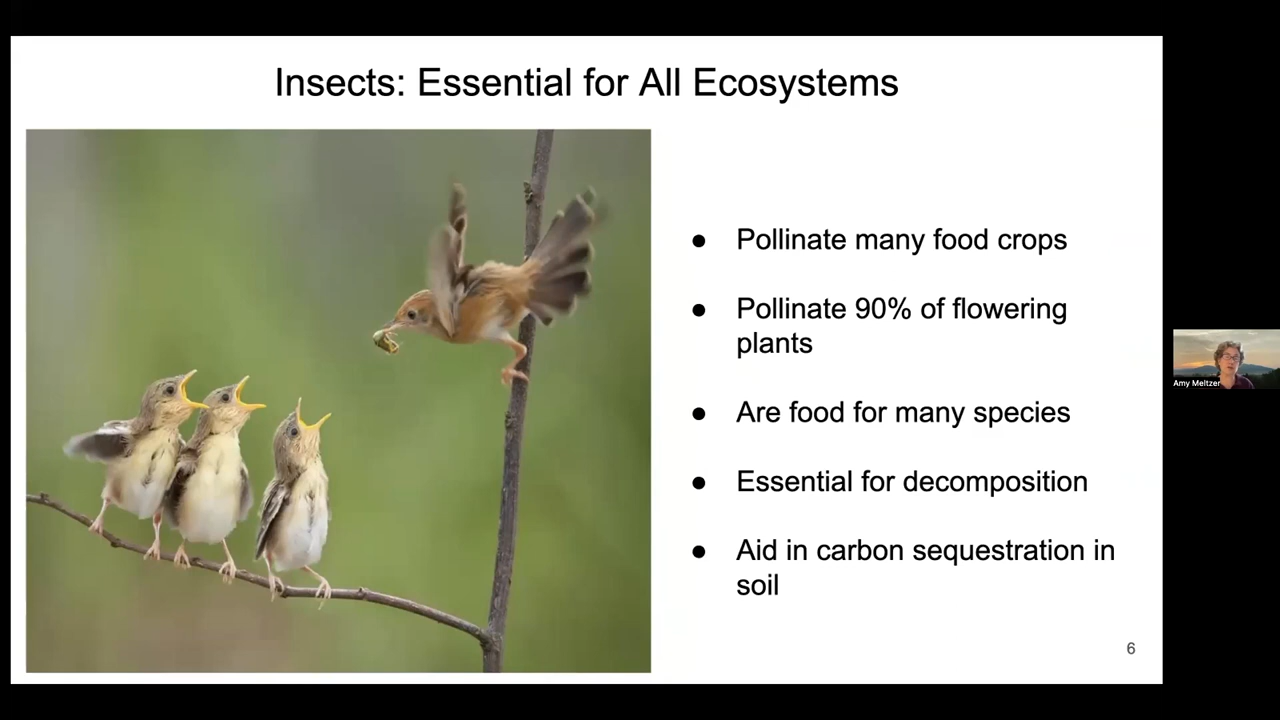 Insects: Essential for All Ecosystems
● Pollinate many food crops
● Pollinate 90% of flowering
plants
● Are food for many species
● Essential for decomposition
● Aid in carbon sequestration in
soil
6
Amy Meltzer